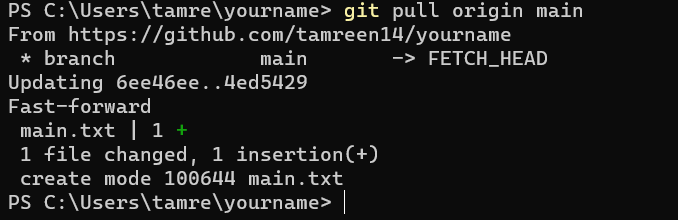 PS C:\Users\tamre\yourname> git pull origin main
From https://github.com/tamreen14/yourname
 * branch            main       -> FETCH_HEAD
Updating 6ee46ee..4ed5429
Fast-forward
 main.txt | 1 +
 1 file changed, 1 insertion(+)
 create mode 100644 main.txt
PS C:\Users\tamre\yourname>